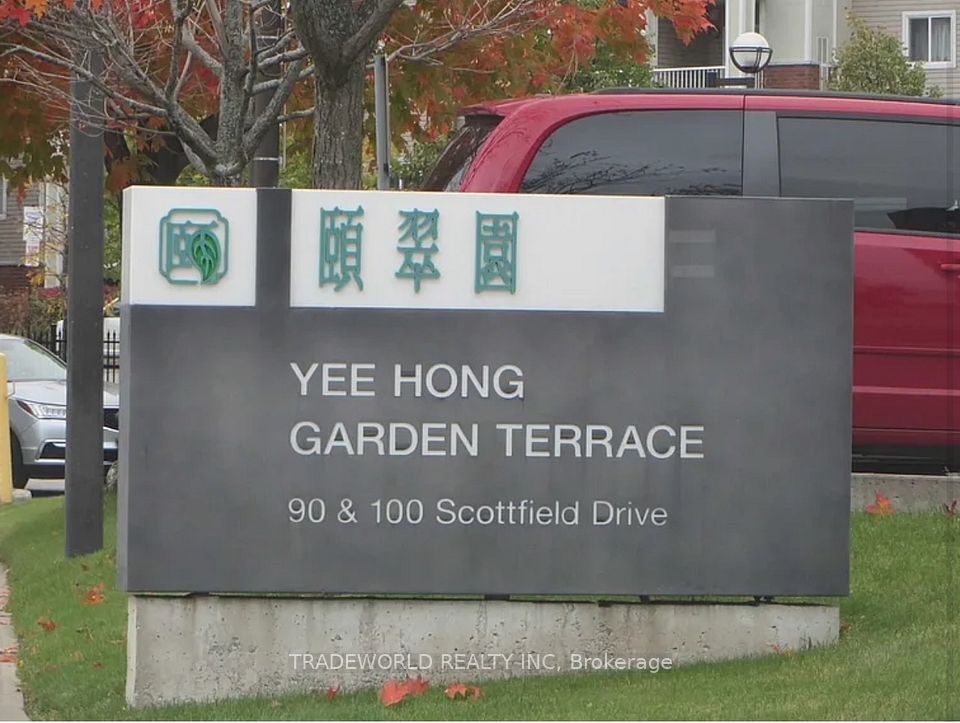 頤翠園
YEE HONG
GARDEN TERRACE
90 & 100 Scottfield Drive
TRADEWORLD REALTY INC, Brokerage